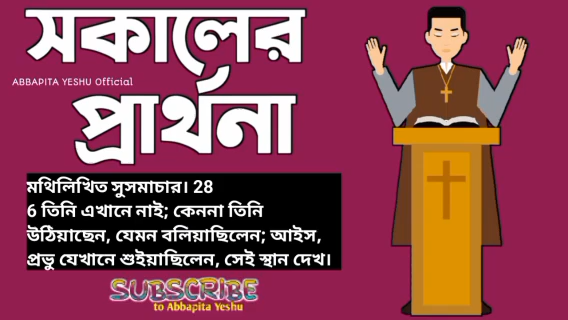 সকালের
ABBAPITA YESHU Official
প্রার্থনা
মথিলিখিত সুসমাচার। 28
6 তিনি এখানে নাই; কেননা তিনি
উঠিয়াছেন, যেমন বলিয়াছিলেন; আইস,
প্রভু যেখানে শুইয়াছিলেন, সেই স্থান দেখ।
SUBSCRIBE
to Abbapita Yeshu